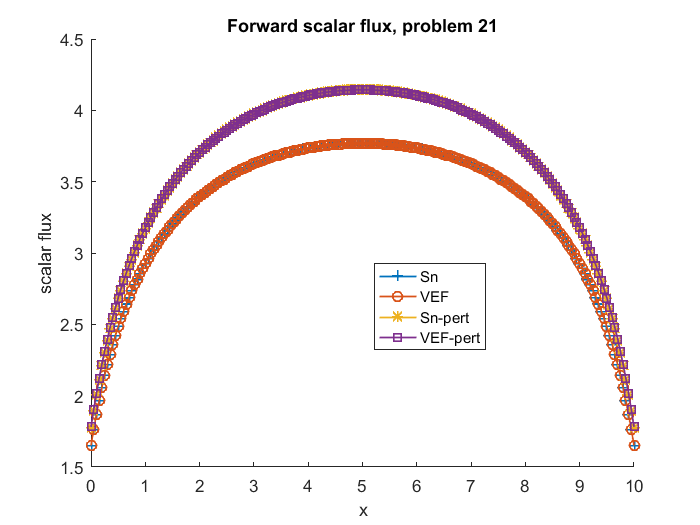 Forward scalar flux, problem 21
4.5
4
3.5
3
2.5
2
1.5
scalar flux
Sn
VEF
Sn-pert
VEF-pert
0 1 2 3 4 5 6 7 8 9 10
x